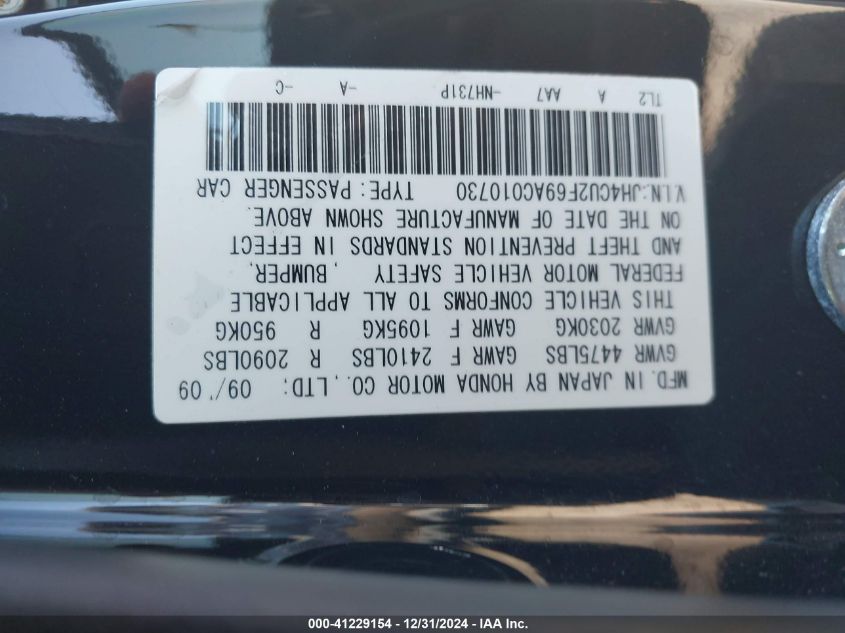 MFD. IN JAPAN BY HONDA MOTOR CO., LTD: 09/'09
GVWR 4475LBS GAWR F 2410LBS R 2090LBS
GVWR 2030KG GAWR F 1095KG R 950KG
THIS VEHICLE CONFORMS TO ALL APPLICABLE
FEDERAL MOTOR VEHICLE SAFETY , BUMPER,
AND THEFT PREVENTION STANDARDS IN EFFECT
ON THE DATE OF MANUFACTURE SHOWN ABOVE.
VIN:JH4CU2F69AC010730 TYPE:PASSENGER CAR
TL2 A AA7 -NH731P -A -C
000-41229154 - 12/31/2024 - IAA Inc.